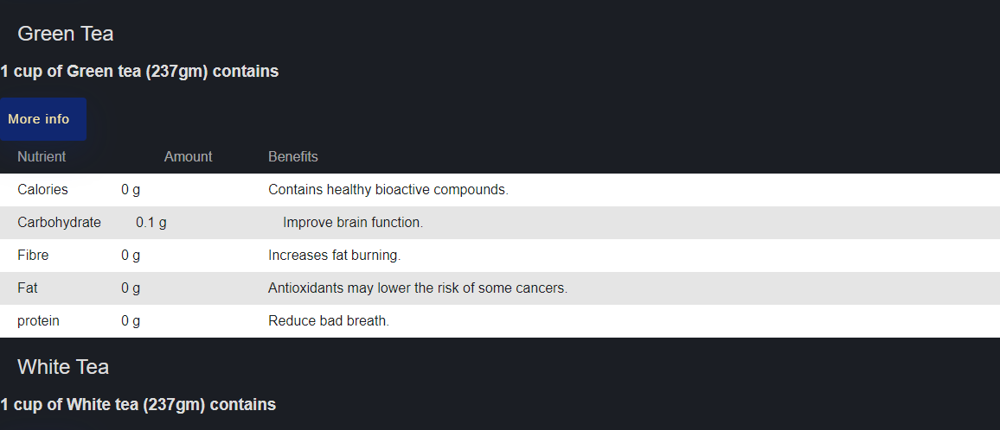 Green Tea
1 cup of Green tea (237gm) contains
More info
Nutrient Amount Benefits
Calories 0 g Contains healthy bioactive compounds.
Carbohydrate 0.1 g Improve brain function.
Fibre 0 g Increases fat burning.
Fat 0 g Antioxidants may lower the risk of some cancers.
protein 0 g Reduce bad breath.
White Tea
1 cup of White tea (237gm) contains